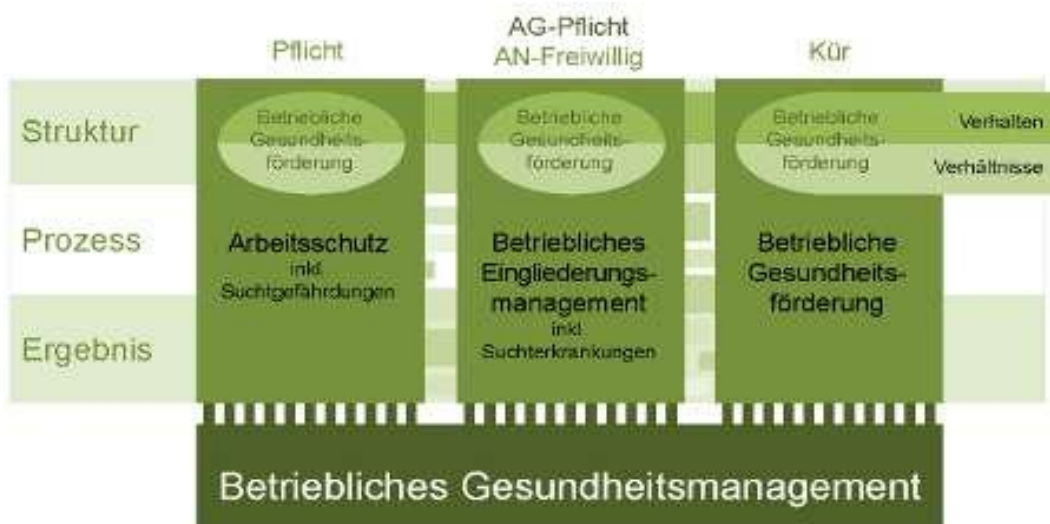 Pflicht
AG-Pflicht
AN-Freiwillig
Kür
Struktur
Betriebliche
Gesundheits-
förderung
Betriebliche
Gesundheits-
förderung
Betriebliche
Gesundheits-
förderung
Verhalten
Verhältnisse
Prozess
Arbeitsschutz
inkl.
Suchtgefährdungen
Betriebliches
Eingliederungs-
management
inkl.
Suchterkrankungen
Betriebliche
Gesundheits-
förderung
Ergebnis
Betriebliches Gesundheitsmanagement